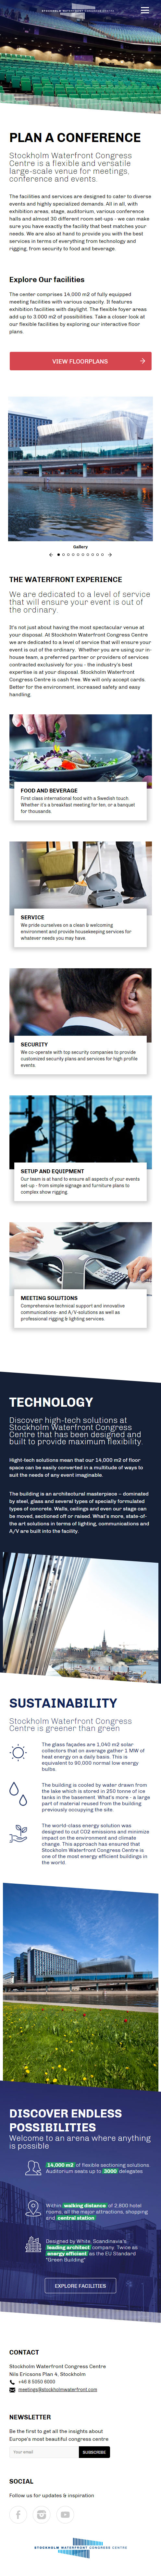 STOCKHOLM WATERFRONT CONGRESS CENTRE
PLAN A CONFERENCE
Stockholm Waterfront Congress
Centre is a flexible and versatile
large-scale venue for meetings,
conference and events.
The facilities and services are designed to cater for diverse
events and highly specialized demands. All in all, with
exhibition areas, stage, auditorium, various conference
halls and almost 30 different room set ups - we can make
sure you have exactly the facility that best matches your
needs. We are also at hand to provide you with the best
services in terms of everything from technology and
rigging, from security to food and beverage.
Explore Our facilities
The center comprises 14,000 m2 of fully equipped
meeting facilities with various capacity. It features
exhibition facilities with daylight. The flexible foyer areas
add up to 3 000 m2 of possibilities. Take a closer look at
our flexible facilities by exploring our interactive floor
plans.
VIEW FLOORPLANS
Gallery
THE WATERFRONT EXPERIENCE
We are dedicated to a level of service
that will ensure your event is out of
the ordinary.
It's not just about having the most spectacular venue at
your disposal. At Stockholm Waterfront Congress Centre
we are dedicated to a level of service that will ensure your
event is out of the ordinary. Whether you are using our in-
house team, a preferred partner or providers of services
contracted exclusively for you - the industry's best
expertise is at your disposal. Stockholm Waterfront
Congress Centre is cash free. We will only accept cards.
Better for the environment, increased safety and easy
handling.
FOOD AND BEVERAGE
First class international food with a Swedish touch.
Whether it's a breakfast meeting for ten, or a banquet
for thousands.
SERVICE
We pride ourselves on a clean & welcoming
environment and provide housekeeping services for
whatever needs you may have.
SECURITY
We co-operate with top security companies to provide
sophisticated security plans and services for high profile
events.
SETUP AND EQUIPMENT
Our team is at hand to ensure all aspects of your events
set up - from simple signage and furniture plans to
complex show rigging.
MEETING SOLUTIONS
Comprehensive technical support and innovative
communications- and A/V-solutions as well as
professional rigging & lighting services.
TECHNOLOGY
Discover high-tech solutions at
Stockholm Waterfront Congress
Centre that has been designed and
built to provide maximum flexibility.
Hight-tech solutions mean that our 14,000 m2 of floor
space can be easily converted in a multitude of ways to
suit the needs of any event imaginable.
The building is an architectural masterpiece – dominated
by steel, glass and several types of specially formulated
types of concrete. Walls, ceilings and even our stage can
be moved, sectioned off or raised. What's more, state-of-
the art solutions in terms of lighting, communications and
A/V are built into the facility.
SUSTAINABILITY
Stockholm Waterfront Congress
Centre is greener than green
The glass façades are 1,040 m2 solar
collectors that on average gather 1 MW of
heat energy on a daily basis. This is
equivalent to 90,000 normal low energy
bulbs.
The building is cooled by water drawn from
the lake which is stored in 250 tonne of ice
tanks in the basement. What's more - a large
part of material reused from the building
previously occupying the site.
The world-class energy solution was
designed to cut CO2 emissions and minimize
impact on the environment and climate
change. This approach has ensured that
Stockholm Waterfront Congress Centre is
one of the most energy efficient buildings in
the world.
DISCOVER ENDLESS
POSSIBILITIES
Welcome to an arena where anything
is possible
14,000 m2 of flexible sectioning solutions.
Auditorium seats up to 3000 delegates
Within walking distance of 2,800 hotel
rooms, all the major attractions, shopping
and central station
Designed by White, Scandinavia's
leading architect company. Twice as
energy efficient as the EU Standard
"Green Building"
EXPLORE FACILITIES
CONTACT
Stockholm Waterfront Congress Centre
Nils Ericsons Plan 4, Stockholm
+46 8 5050 6000
meetings@stockholmwaterfront.com
NEWSLETTER
Be the first to get all the insights about
Europe's most beautiful congress centre
Your email
SUBSCRIBE
SOCIAL
Follow us for updates & inspiration
STOCKHOLM WATERFRONT CONGRESS CENTRE